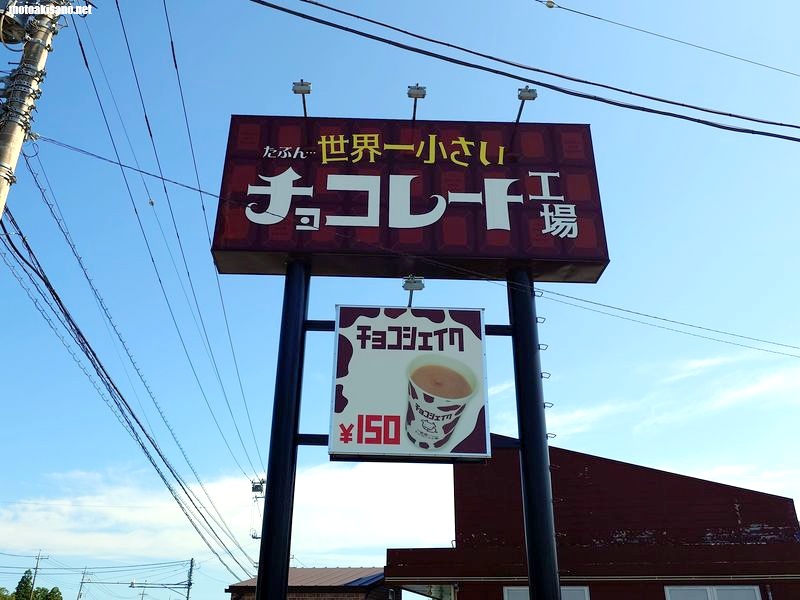 photoakisano.net
たぶん…世界一小さい
チョコレート工場
チョコシェイク
¥150
チョコシェイク